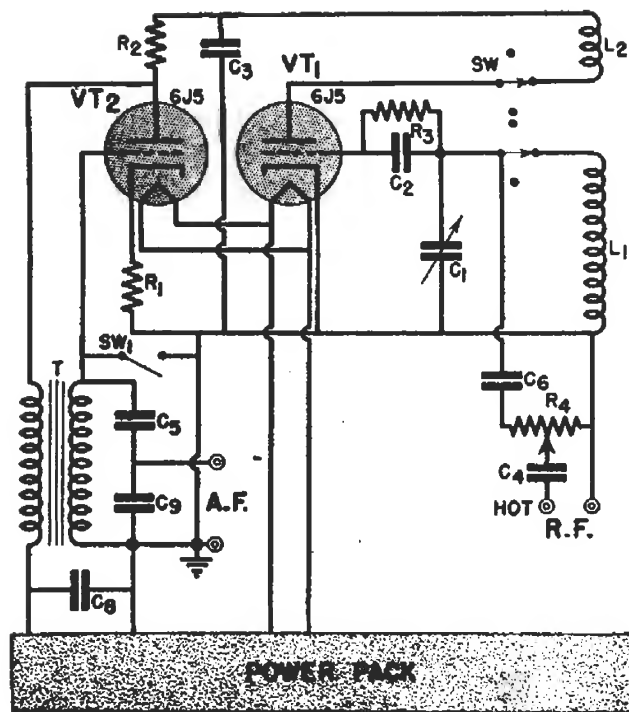 R2
C3
VT1
SW
L2
VT2
6J5
6J5
R3
C2
C1
L1
R1
SW1
T
C5
C6
R4
C4
C9
A.F.
HOT
R.F.
C8
POWER PACK